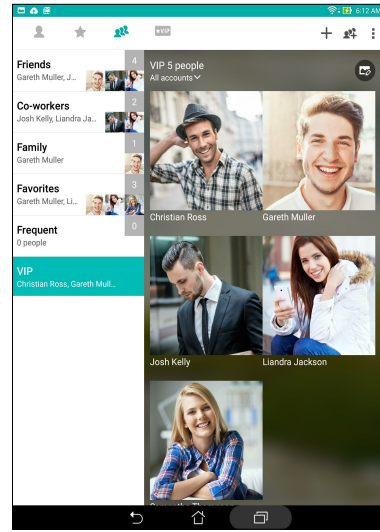 6:12 AM
VIP
Friends
4
Gareth Muller, J...
Co-workers
2
Josh Kelly, Liandra Ja...
Family
1
Gareth Muller
Favorites
3
Gareth Muller, Li...
Frequent
0
0 people
VIP
Christian Ross, Gareth Mull...
VIP 5 people
All accounts
Christian Ross
Gareth Muller
Josh Kelly
Liandra Jackson